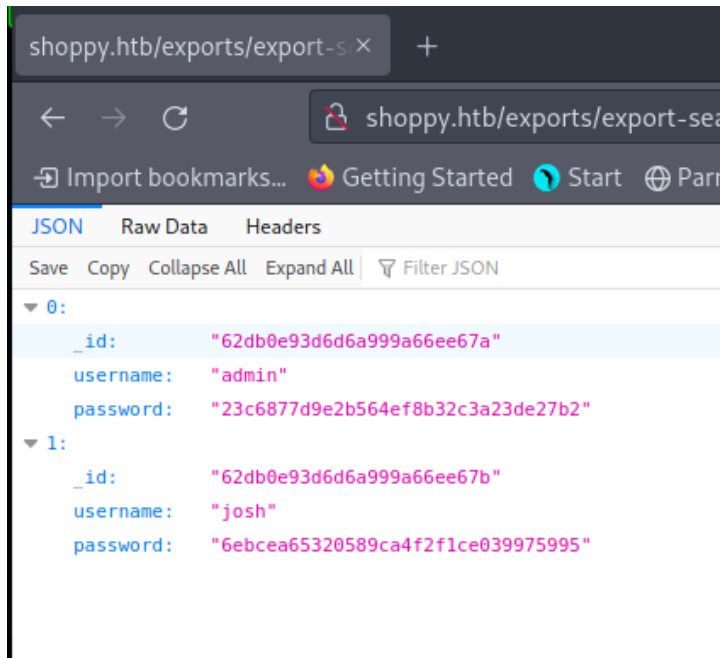 shoppy.htb/exports/export-s
shoppy.htb/exports/export-sea
Import bookmarks... Getting Started Start Parr
JSON Raw Data Headers
Save Copy Collapse All Expand All Filter JSON
0:
_id: "62db0e93d6d6a999a66ee67a"
username: "admin"
password: "23c6877d9e2b564ef8b32c3a23de27b2"
1:
_id: "62db0e93d6d6a999a66ee67b"
username: "josh"
password: "6ebcea65320589ca4f2f1ce039975995"